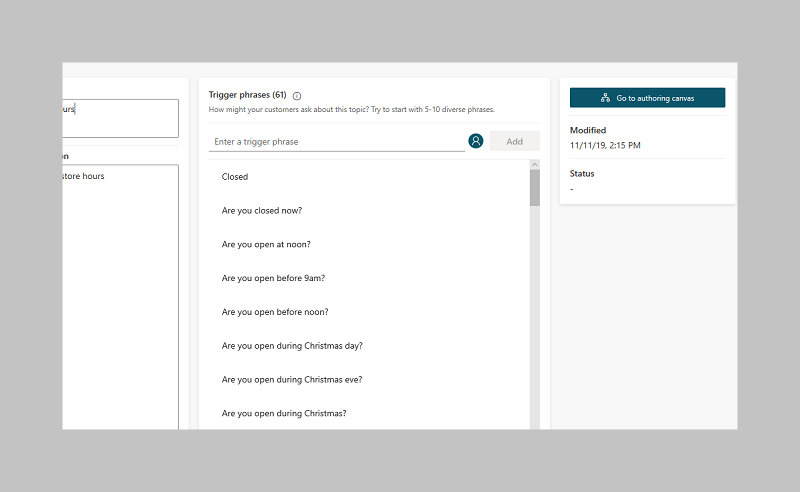 urs
on
store hours
Trigger phrases (61)
How might your customers ask about this topic? Try to start with 5-10 diverse phrases.
Enter a trigger phrase
Add
Closed
Are you closed now?
Are you open at noon?
Are you open before 9am?
Are you open before noon?
Are you open during Christmas day?
Are you open during Christmas eve?
Are you open during Christmas?
Go to authoring canvas
Modified
11/11/19, 2:15 PM
Status
-